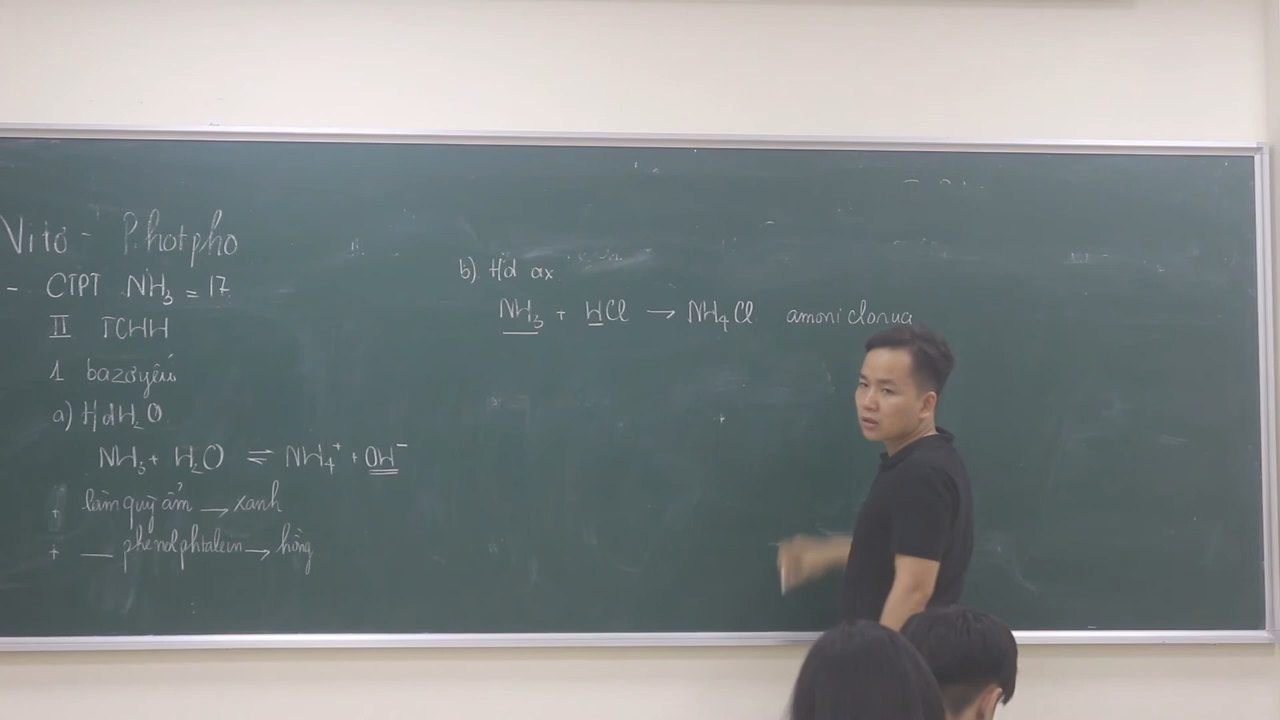 Nitơ - Photpho
- CTPT NH₃ = 17
II TCHH
1 bazơ yếu
a) t/d H₂O
NH₃ + H₂O ⇌ NH₄⁺ + OH⁻
+ làm quỳ ẩm → xanh
+ — phenolphtalein → hồng
b) t/d ax
NH₃ + HCl → NH₄Cl amoni clorua